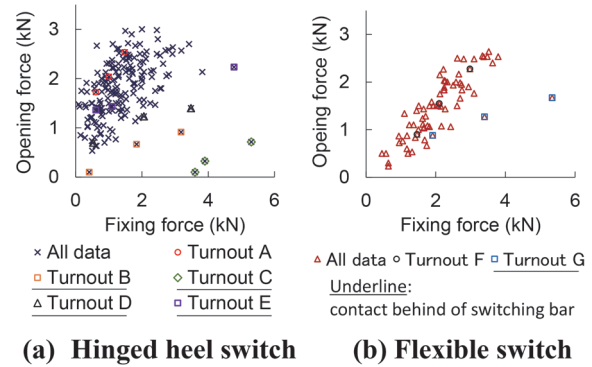 Opening force (kN)
3
2
1
0
0 2 4 6
Fixing force (kN)
× All data
Turnout A
Turnout B
Turnout C
Turnout D
Turnout E
(a) Hinged heel switch
Opeing force (kN)
3
2
1
0
0 2 4 6 8
Fixing force (kN)
All data Turnout F Turnout G
Underline:
contact behind of switching bar
(b) Flexible switch